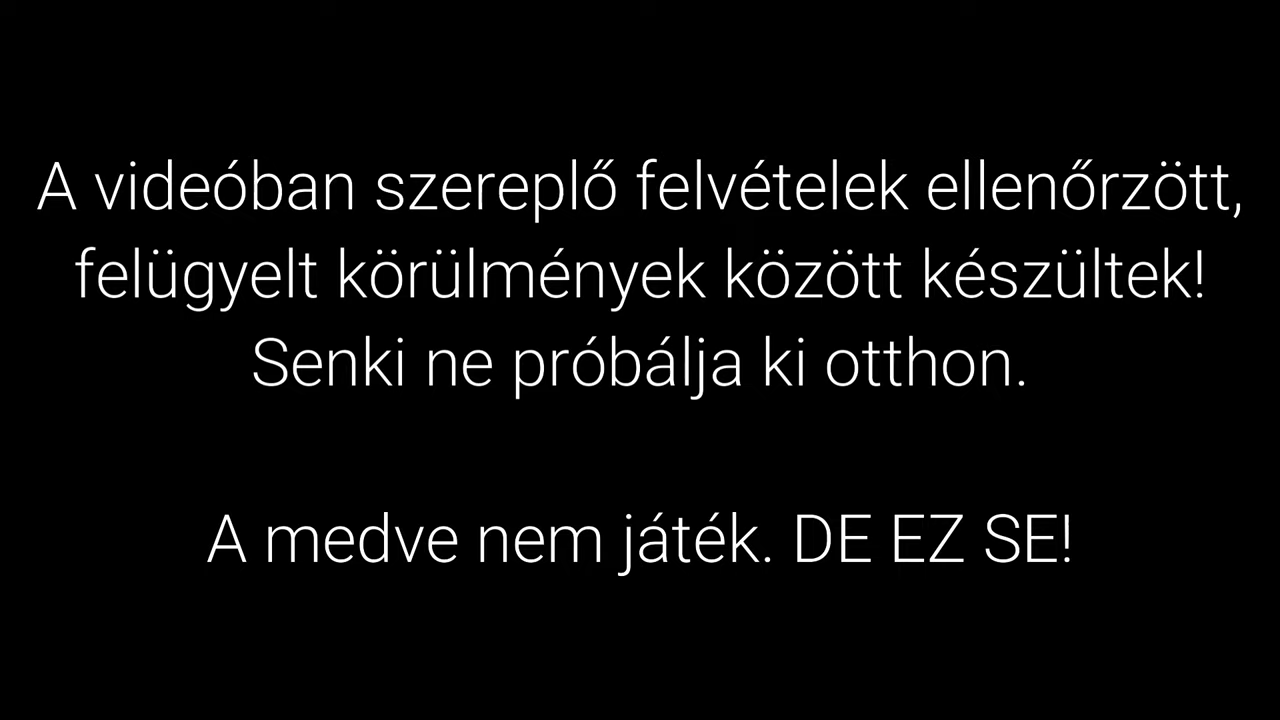 A videóban szereplő felvételek ellenőrzött,
felügyelt körülmények között készültek!
Senki ne próbálja ki otthon.
A medve nem játék. DE EZ SE!